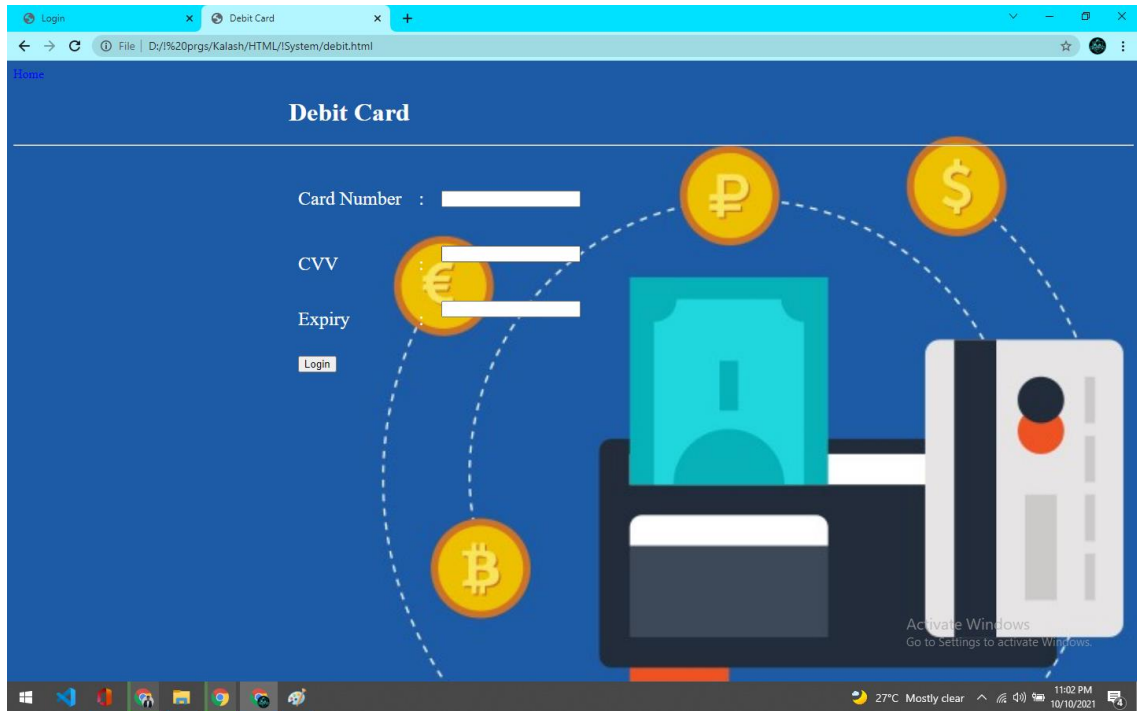 Login
Debit Card
File | D:/!%20prgs/Kalash/HTML/ISystem/debit.html
Home
Debit Card
Card Number :
CVV :
Expiry :
Login
₽
$
€
₿
Activate Windows
Go to Settings to activate Windows.
27°C Mostly clear
11:02 PM
10/10/2021
4